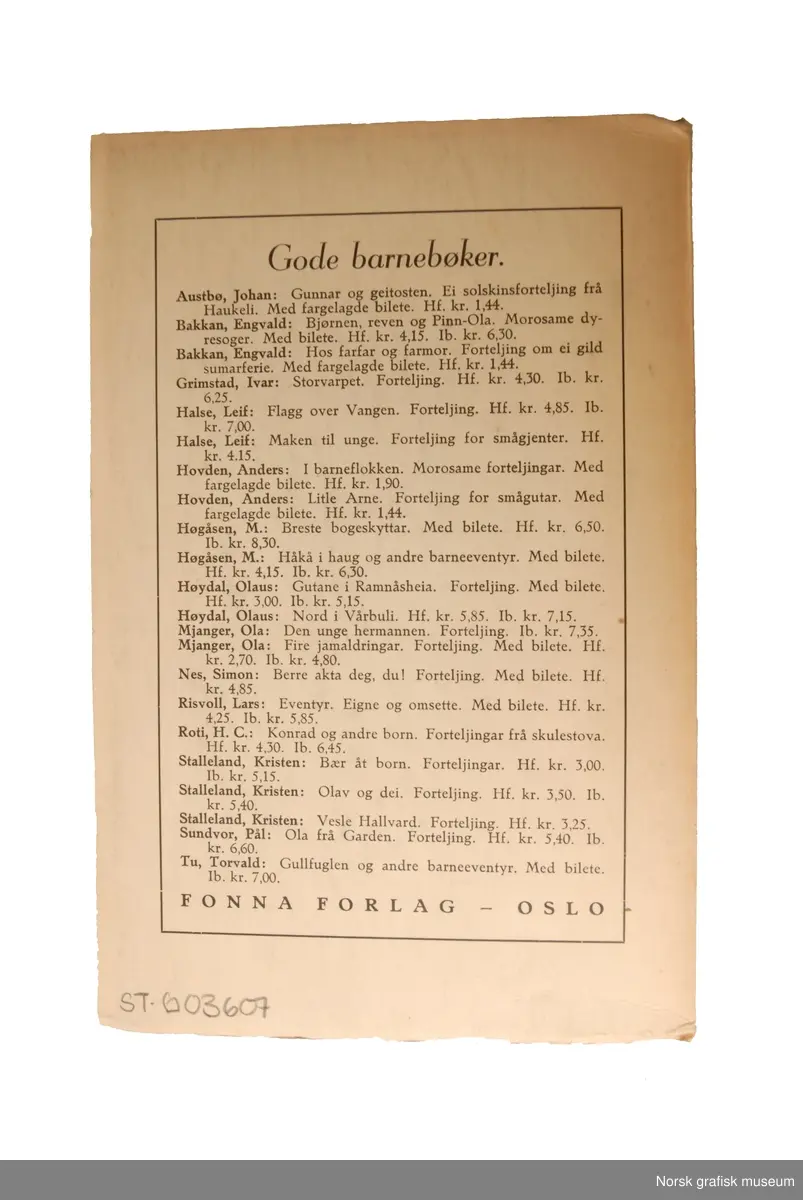 Gode barnebøker.
Austbø, Johan: Gunnar og geitosten. Ei solskinsforteljing frå
Haukeli. Med fargelagde bilete. Hf. kr. 1,44.
Bakkan, Engvald: Bjørnen, reven og Pinn-Ola. Morosame dy-
resoger. Med bilete. Hf. kr. 4,15. Ib. kr. 6,30.
Bakkan, Engvald: Hos farfar og farmor. Forteljing om ei gild
sumarferie. Med fargelagde bilete. Hf. kr. 1,44.
Grimstad, Ivar: Storvarpet. Forteljing. Hf. kr. 4,30. Ib. kr.
6,25.
Halse, Leif: Flagg over Vangen. Forteljing. Hf. kr. 4,85. Ib.
kr. 7,00.
Halse, Leif: Maken til unge. Forteljing for smågjenter. Hf.
kr. 4.15.
Hovden, Anders: I barneflokken. Morosame forteljingar. Med
fargelagde bilete. Hf. kr. 1,90.
Hovden, Anders: Litle Arne. Forteljing for smågutar. Med
fargelagde bilete. Hf. kr. 1,44.
Høgåsen, M.: Breste bogeskyttar. Med bilete. Hf. kr. 6,50.
Ib. kr. 8,30.
Høgåsen, M.: Håkå i haug og andre barneeventyr. Med bilete.
Hf. kr. 4,15. Ib. kr. 6,30.
Høydal, Olaus: Gutane i Ramnåsheia. Forteljing. Med bilete.
Hf. kr. 3,00. Ib. kr. 5,15.
Høydal, Olaus: Nord i Vårbuli. Hf. kr. 5,85. Ib. kr. 7,15.
Mjanger, Ola: Den unge hermannen. Forteljing. Ib. kr. 7,35.
Mjanger, Ola: Fire jamaldringar. Forteljing. Med bilete. Hf.
kr. 2,70. Ib. kr. 4,80.
Nes, Simon: Berre akta deg, du! Forteljing. Med bilete. Hf.
kr. 4,85.
Risvoll, Lars: Eventyr. Eigne og omsette. Med bilete. Hf. kr.
4,25. Ib. kr. 5,85.
Roti, H. C.: Konrad og andre born. Forteljingar frå skulestova.
Hf. kr. 4,30. Ib. 6,45.
Stalleland, Kristen: Bær åt born. Forteljingar. Hf. kr. 3,00.
Ib. kr. 5,15.
Stalleland, Kristen: Olav og dei. Forteljing. Hf. kr. 3,50. Ib.
kr. 5,40.
Stalleland, Kristen: Vesle Hallvard. Forteljing. Hf. kr. 3,25.
Sundvor, Pål: Ola frå Garden. Forteljing. Hf. kr. 5,40. Ib.
kr. 6,60.
Tu, Torvald: Gullfuglen og andre barneeventyr. Med bilete.
Ib. kr. 7,00.
FONNA FORLAG – OSLO
ST-G03607
Norsk grafisk museum